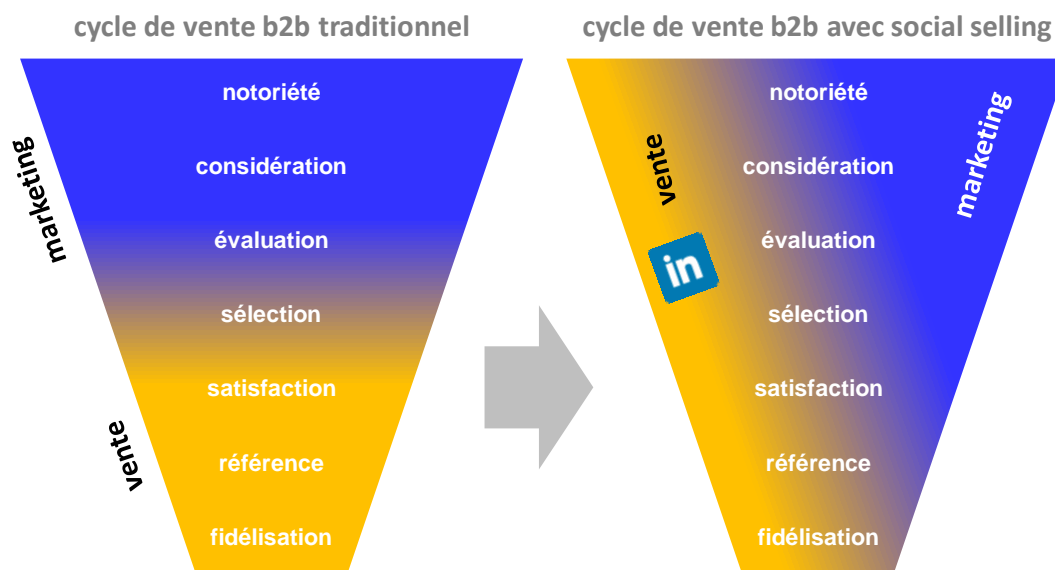 cycle de vente b2b traditionnel
notoriété
considération
évaluation
sélection
satisfaction
référence
fidélisation
marketing
vente
cycle de vente b2b avec social selling
notoriété
considération
évaluation
sélection
satisfaction
référence
fidélisation
vente
in
marketing